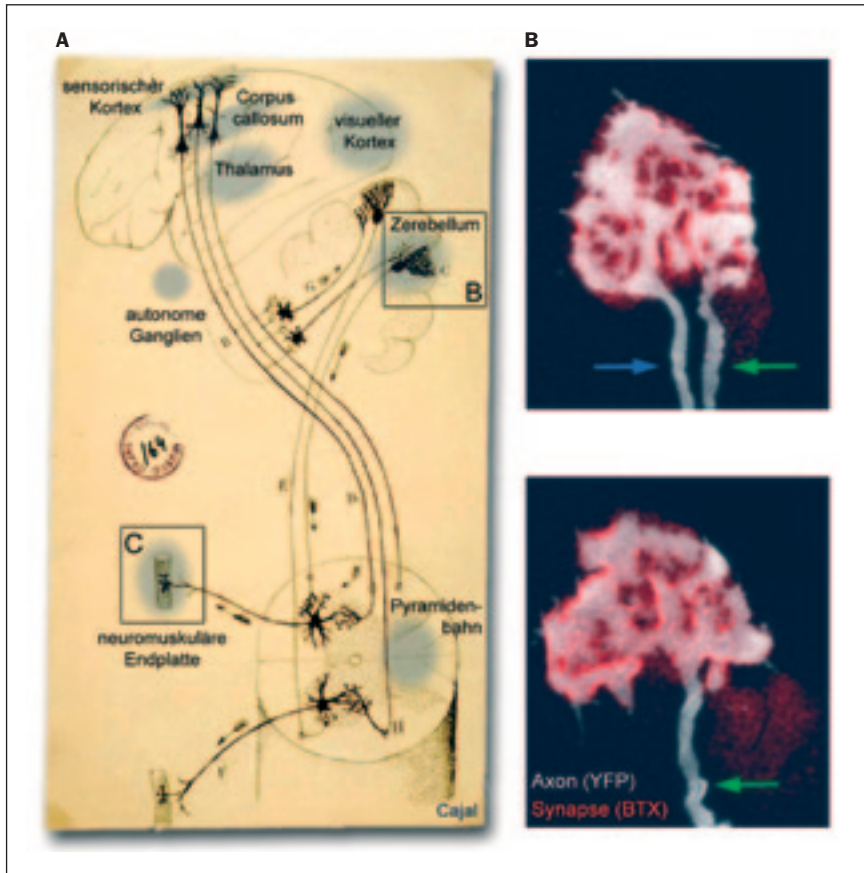 A
B
sensorischer
Kortex
Corpus
callosum
visueller
Kortex
Thalamus
Zerebellum
B
autonome
Ganglien
G
C
E
D
164
C
neuromuskuläre
Endplatte
Pyramiden-
bahn
H
Cajal
Axon (YFP)
Synapse (BTX)